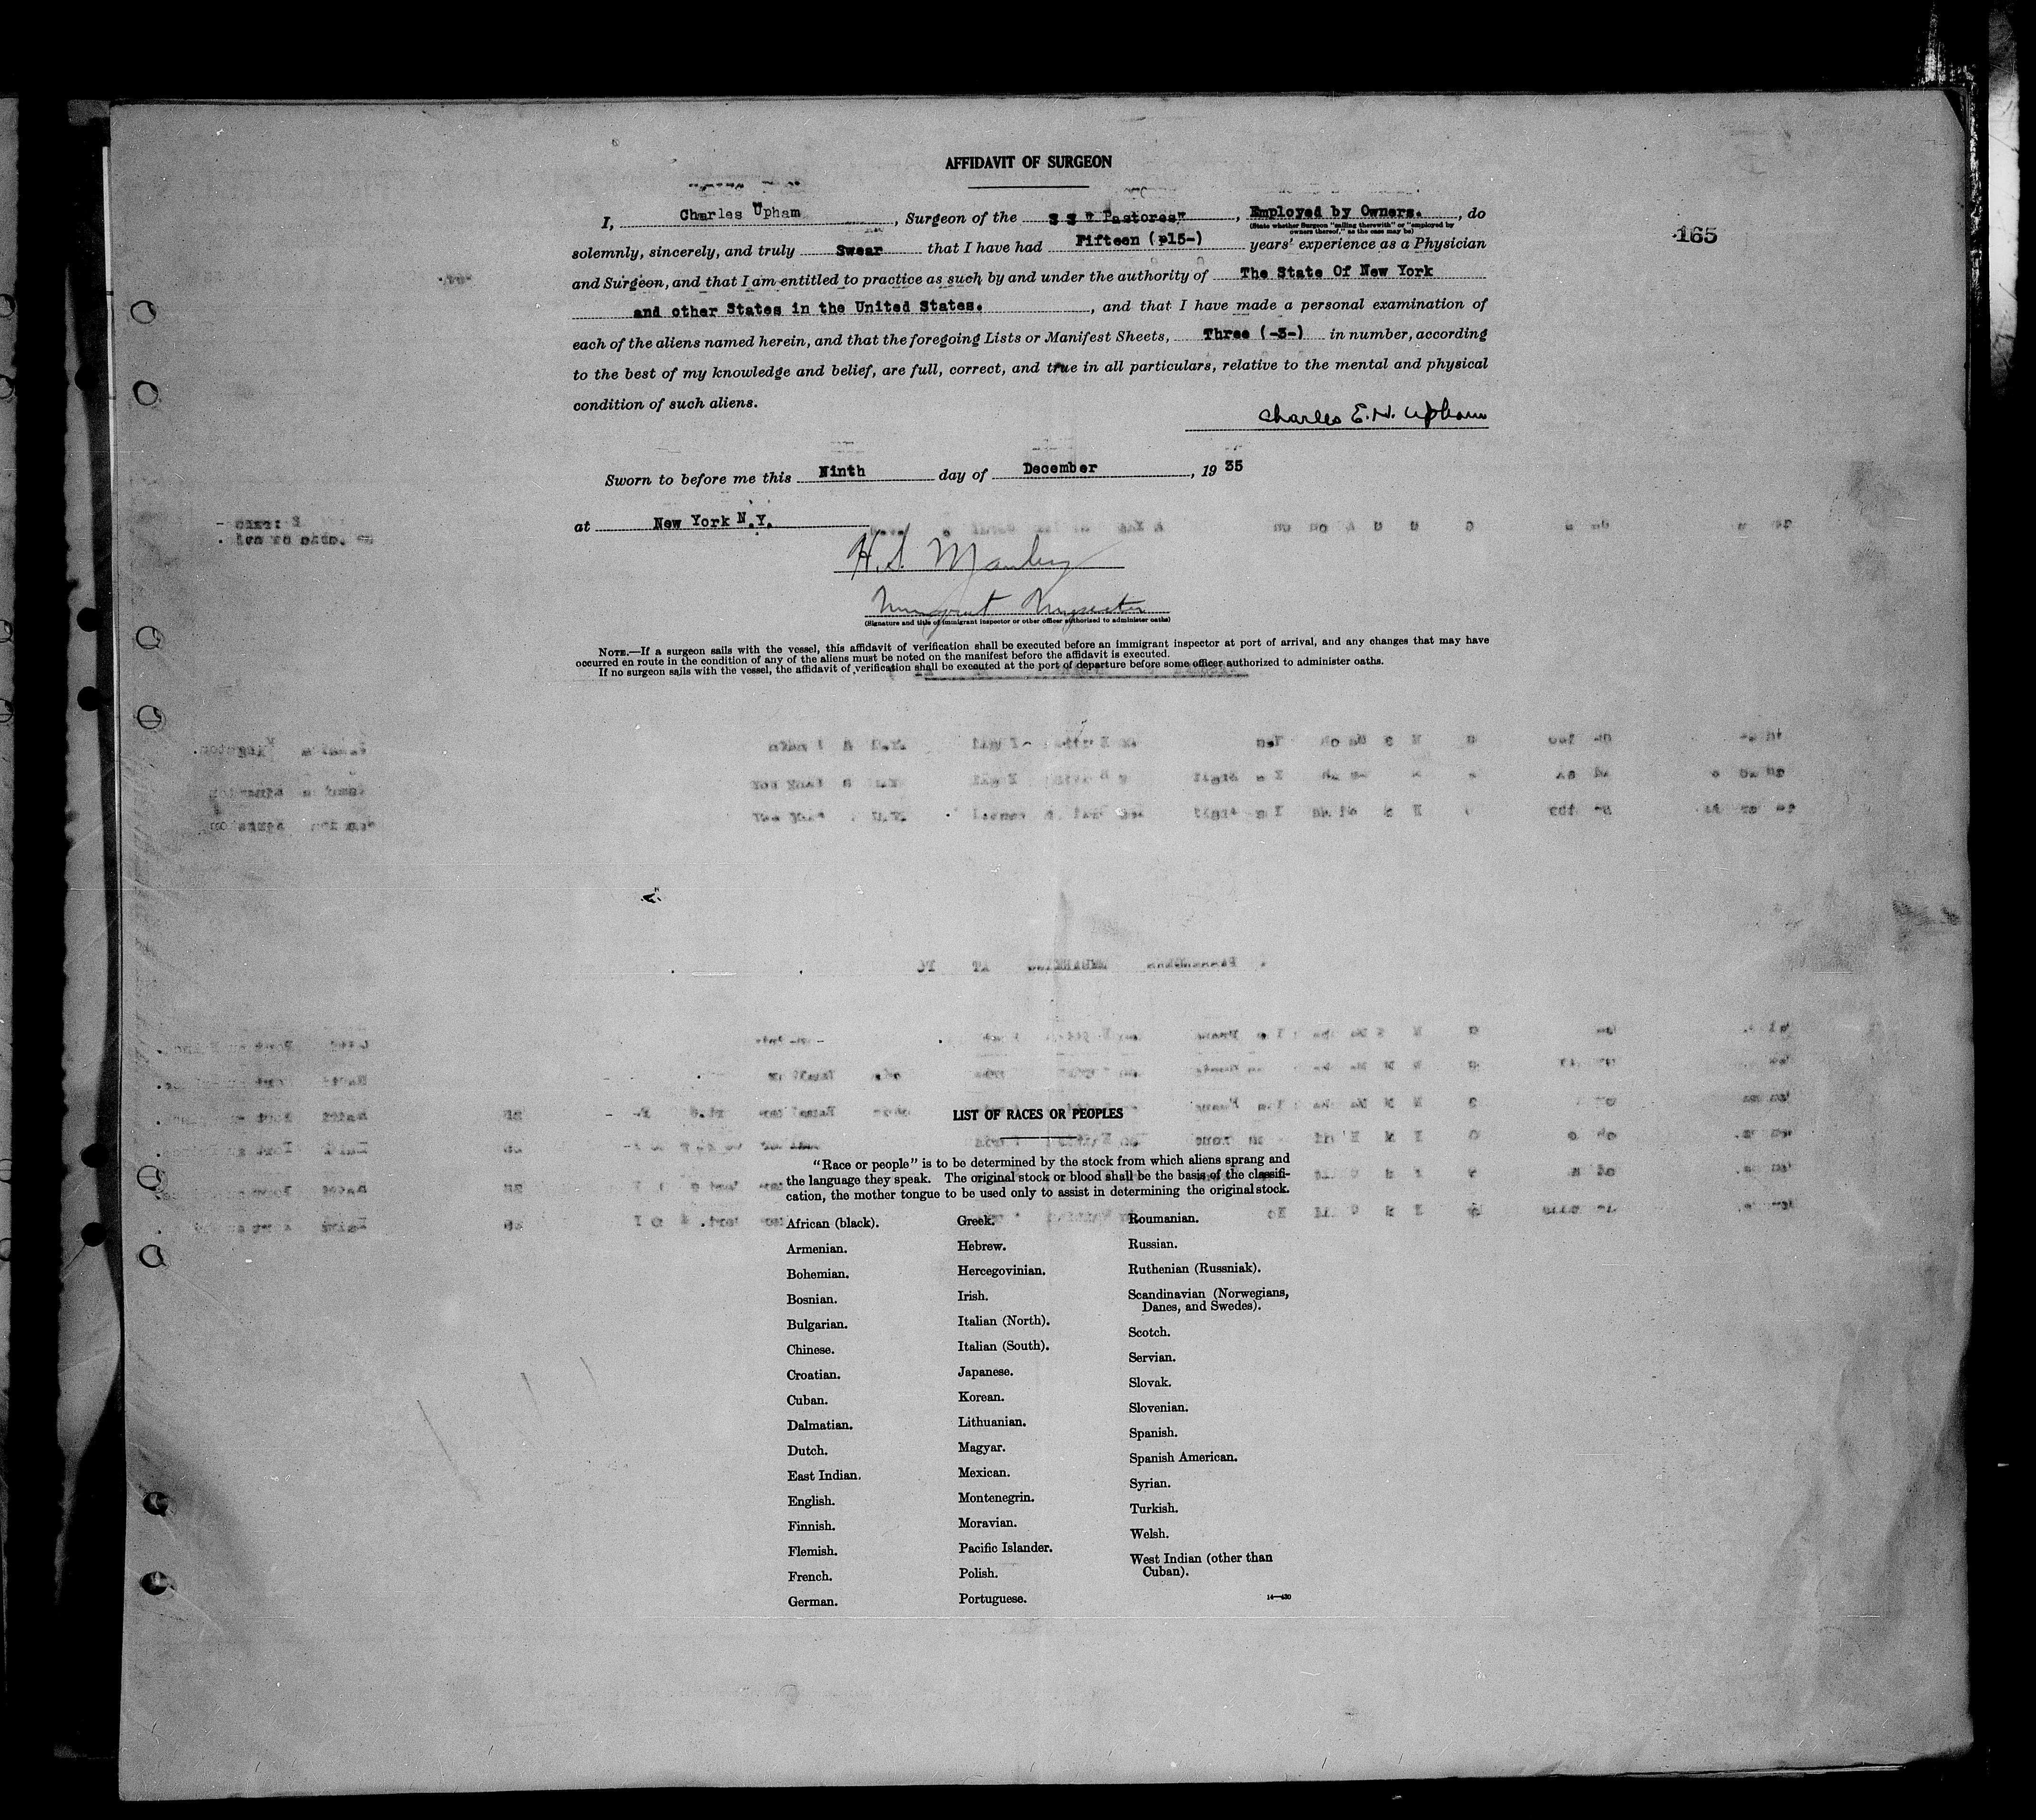 AFFIDAVIT OF SURGEON
I, Charles Upham, Surgeon of the S S "Pastores", Employed by Owners., do
(State whether Surgeon "sailing therewith" or "employed by
owners thereof," as the case may be)
165
solemnly, sincerely, and truly Swear that I have had Fifteen (p15-) years' experience as a Physician
and Surgeon, and that I am entitled to practice as such by and under the authority of The State Of New York
and other States in the United States., and that I have made a personal examination of
each of the aliens named herein, and that the foregoing Lists or Manifest Sheets, Three (-3-) in number, according
to the best of my knowledge and belief, are full, correct, and true in all particulars, relative to the mental and physical
condition of such aliens.
Charles E. N. Upham
Sworn to before me this Ninth day of December, 1935
at New York N.Y.
H. S. Manley
Immigrant Inspector
(Signature and title of immigrant inspector or other officer authorized to administer oaths)
NOTE.—If a surgeon sails with the vessel, this affidavit of verification shall be executed before an immigrant inspector at port of arrival, and any changes that may have
occurred en route in the condition of any of the aliens must be noted on the manifest before the affidavit is executed.
If no surgeon sails with the vessel, the affidavit of verification shall be executed at the port of departure before some officer authorized to administer oaths.
LIST OF RACES OR PEOPLES
"Race or people" is to be determined by the stock from which aliens sprang and
the language they speak. The original stock or blood shall be the basis of the classifi-
cation, the mother tongue to be used only to assist in determining the original stock.
African (black).
Armenian.
Bohemian.
Bosnian.
Bulgarian.
Chinese.
Croatian.
Cuban.
Dalmatian.
Dutch.
East Indian.
English.
Finnish.
Flemish.
French.
German.
Greek.
Hebrew.
Hercegovinian.
Irish.
Italian (North).
Italian (South).
Japanese.
Korean.
Lithuanian.
Magyar.
Mexican.
Montenegrin.
Moravian.
Pacific Islander.
Polish.
Portuguese.
Roumanian.
Russian.
Ruthenian (Russniak).
Scandinavian (Norwegians,
Danes, and Swedes).
Scotch.
Servian.
Slovak.
Slovenian.
Spanish.
Spanish American.
Syrian.
Turkish.
Welsh.
West Indian (other than
Cuban).
14—430